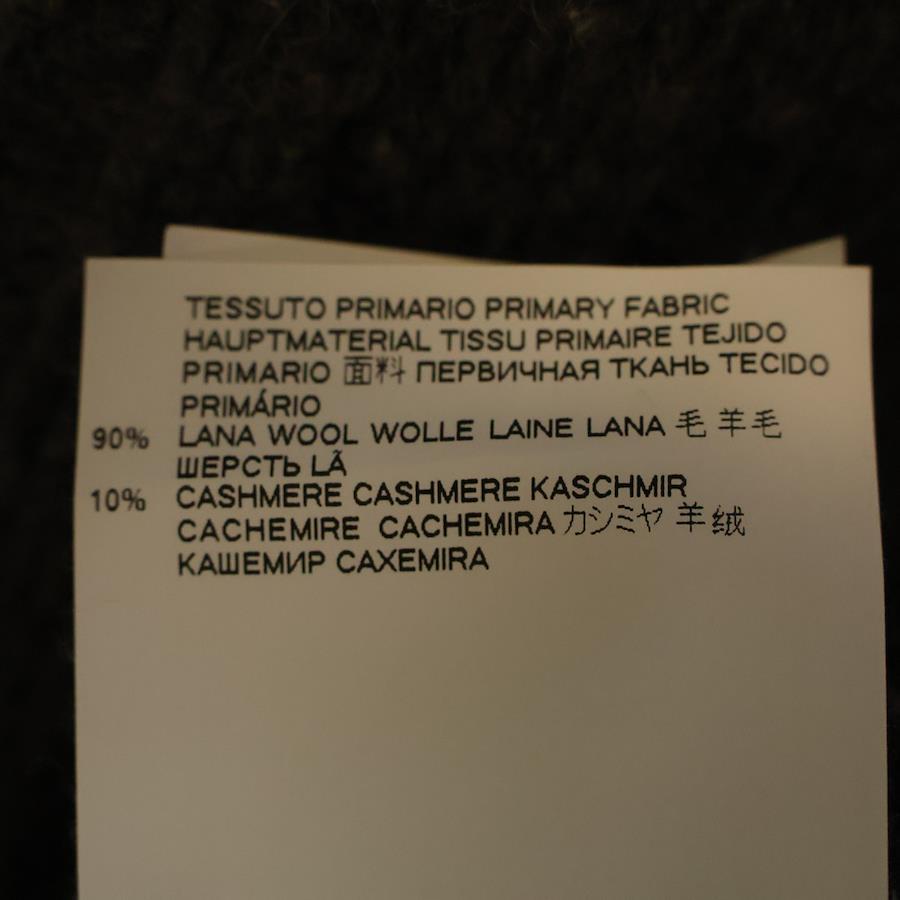 TESSUTO PRIMARIO PRIMARY FABRIC
HAUPTMATERIAL TISSU PRIMAIRE TEJIDO
PRIMARIO 面料 ПЕРВИЧНАЯ ТКАНЬ TECIDO
PRIMÁRIO
90% LANA WOOL WOLLE LAINE LANA 毛 羊毛
ШЕРСТЬ LÃ
10% CASHMERE CASHMERE KASCHMIR
CACHEMIRE CACHEMIRA カシミヤ 羊绒
КАШЕМИР CAXEMIRA